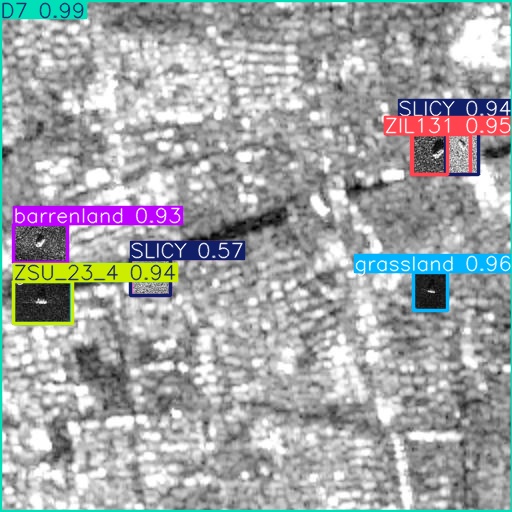 D7 0.99
SLICY 0.94
ZIL131 0.95
barrenland 0.93
SLICY 0.57
grassland 0.96
ZSU_23_4 0.94